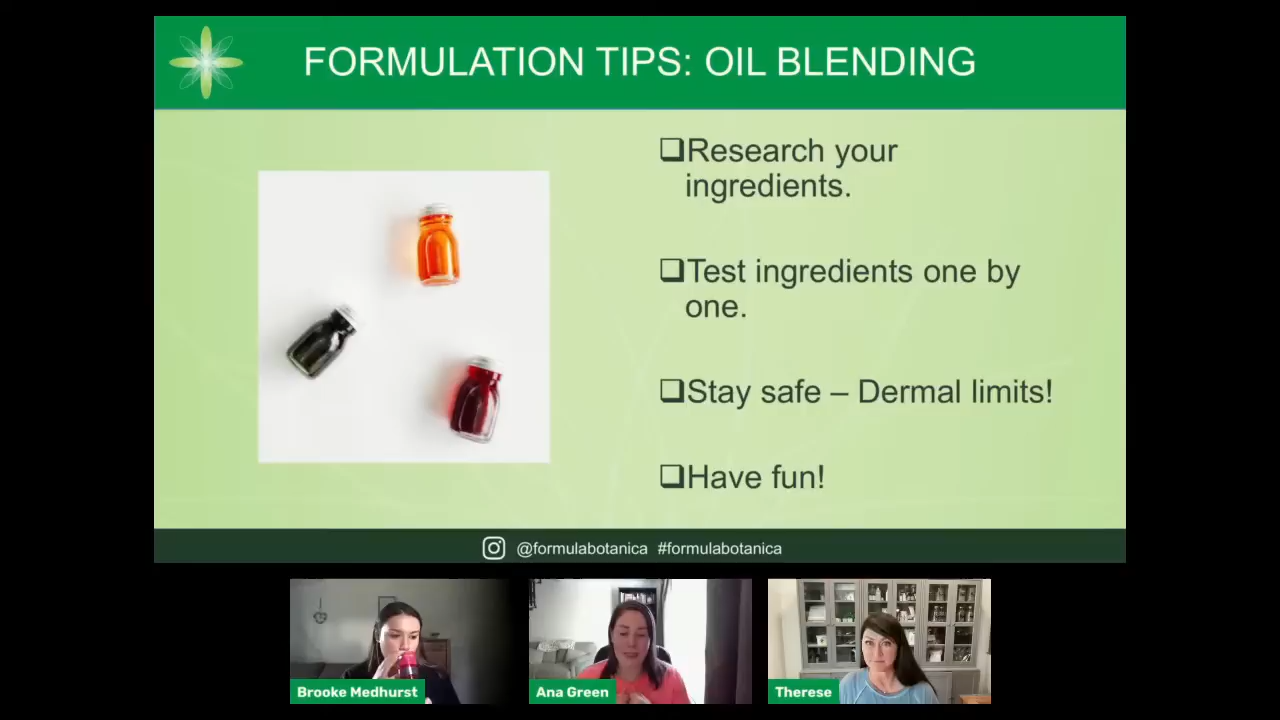 FORMULATION TIPS: OIL BLENDING
❑Research your
ingredients.
❑Test ingredients one by
one.
❑Stay safe – Dermal limits!
❑Have fun!
@formulabotanica #formulabotanica
Brooke Medhurst
Ana Green
Therese